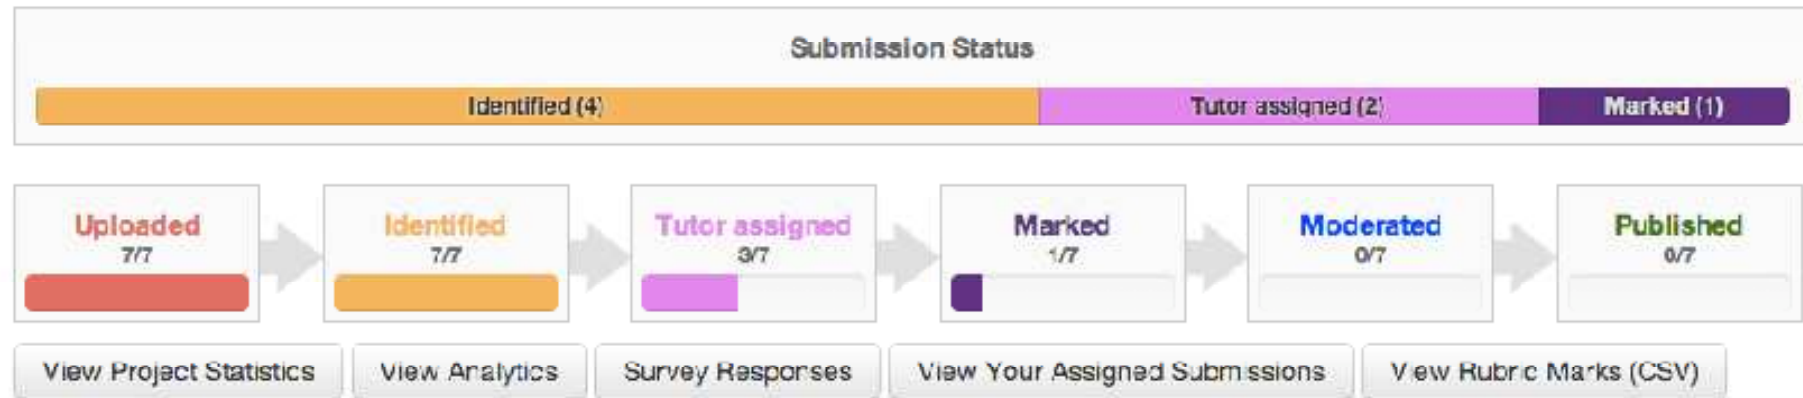 Submission Status
Identified (4) Tutor assigned (2) Marked (1)
Uploaded Identified Tutor assigned Marked Moderated Published
7/7 7/7 3/7 1/7 0/7 0/7
View Project Statistics View Analytics Survey Responses View Your Assigned Submissions View Rubric Marks (CSV)